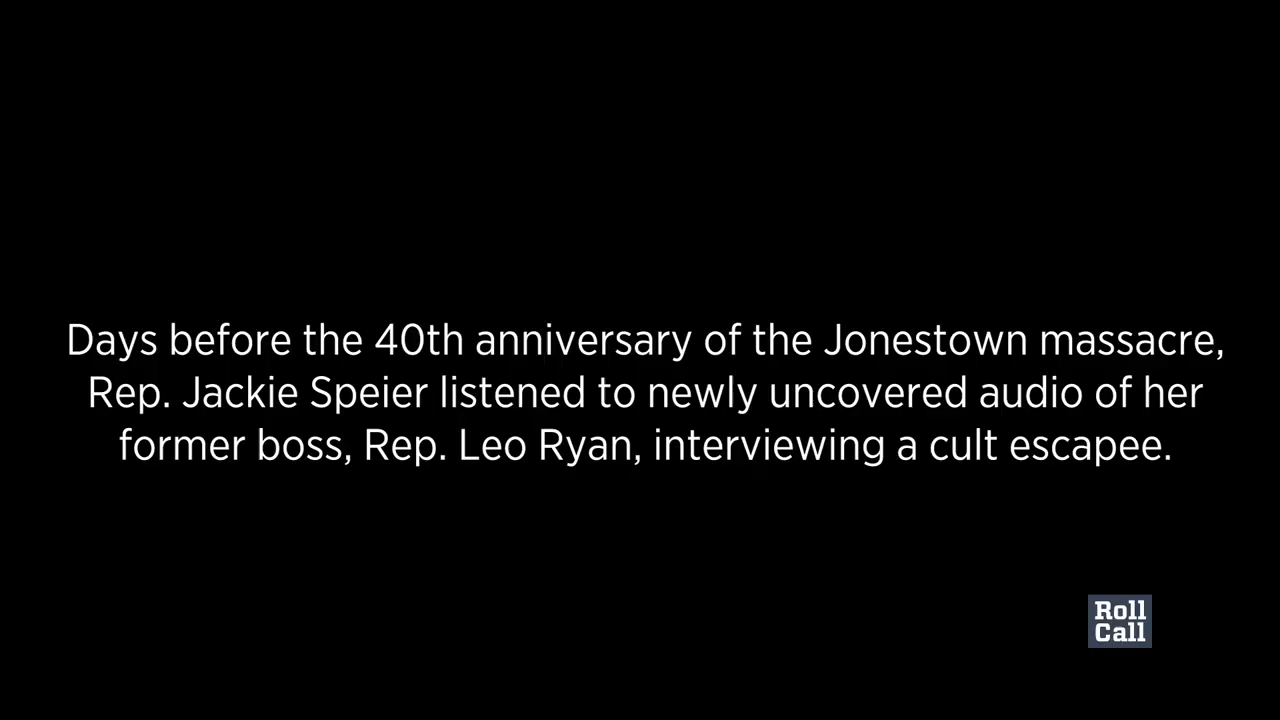 Days before the 40th anniversary of the Jonestown massacre,
Rep. Jackie Speier listened to newly uncovered audio of her
former boss, Rep. Leo Ryan, interviewing a cult escapee.
Roll
Call